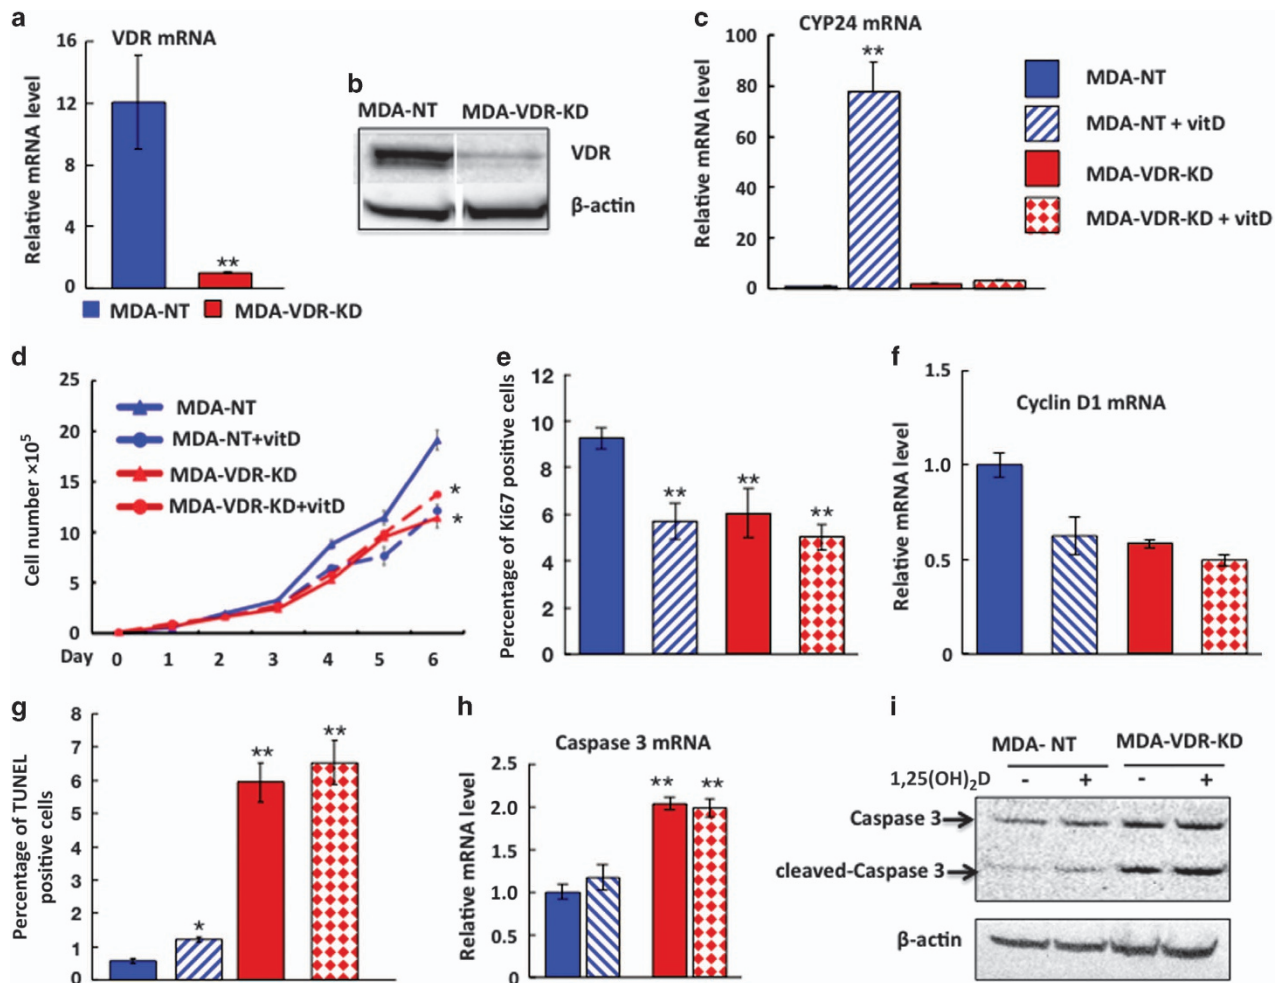 a
VDR mRNA
Relative mRNA level
16
12
8
4
0
**
MDA-NT
MDA-VDR-KD
b
MDA-NT
MDA-VDR-KD
VDR
β-actin
c
CYP24 mRNA
Relative mRNA level
100
80
60
40
20
0
**
MDA-NT
MDA-NT + vitD
MDA-VDR-KD
MDA-VDR-KD + vitD
d
Cell number ×10⁵
25
20
15
10
5
0
MDA-NT
MDA-NT+vitD
MDA-VDR-KD
MDA-VDR-KD+vitD
*
*
Day 0 1 2 3 4 5 6
e
Percentage of Ki67 positive cells
12
10
8
6
4
2
0
** ** **
f
Cyclin D1 mRNA
Relative mRNA level
1.5
1.0
0.5
0
g
Percentage of TUNEL
positive cells
8
7
6
5
4
3
2
1
0
* ** **
h
Caspase 3 mRNA
Relative mRNA level
2.5
2.0
1.5
1.0
0.5
0
** **
i
MDA- NT MDA-VDR-KD
1,25(OH)₂D - + - +
Caspase 3
cleaved-Caspase 3
β-actin